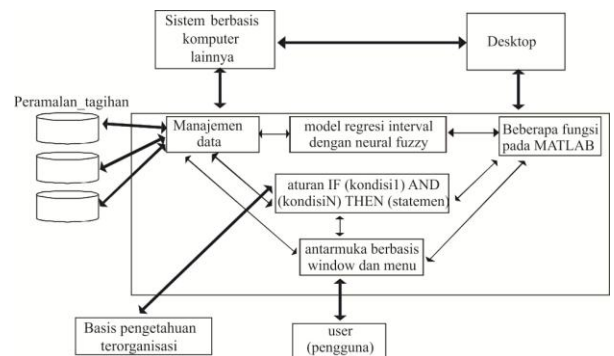 Sistem berbasis
komputer
lainnya
Desktop
Peramalan_tagihan
Manajemen
data
model regresi interval
dengan neural fuzzy
Beberapa fungsi
pada MATLAB
aturan IF (kondisi1) AND
(kondisiN) THEN (statemen)
antarmuka berbasis
window dan menu
Basis pengetahuan
terorganisasi
user
(pengguna)